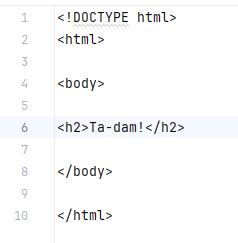 1 <!DOCTYPE html>
2 <html>
3
4 <body>
5
6 <h2>Ta-dam!</h2>
7
8 </body>
9
10 </html>